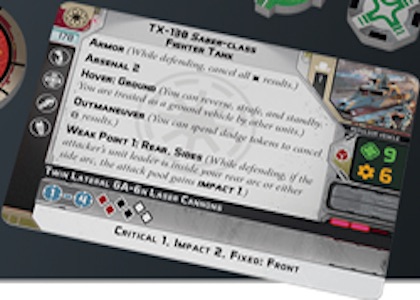 TX-130 Saber-class
Fighter Tank
170
Armor (While defending, cancel all results.)
Arsenal 2
Hover: Ground (You can reverse, strafe, and standby.
You are treated as a ground vehicle by other units.)
Outmaneuver (You can spend dodge tokens to cancel
results.)
Weak Point 1: Rear, Sides (While defending, if the
attacker's unit leader is inside your rear arc or either
side arc, the attack pool gains Impact 1.)
9
6
Twin Lateral GA-6n Laser Cannons
1
Critical 1, Impact 2, Fixed: Front